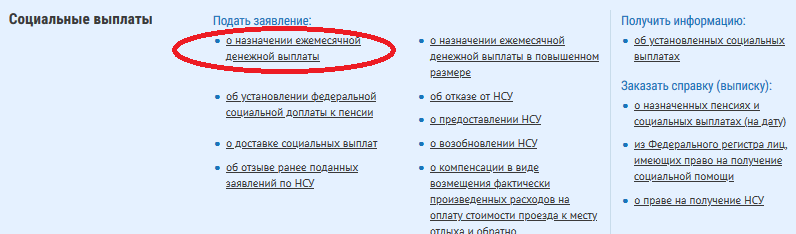 Социальные выплаты
Подать заявление:
о назначении ежемесячной
денежной выплаты
об установлении федеральной
социальной доплаты к пенсии
о доставке социальных выплат
об отзыве ранее поданных
заявлений по НСУ
о назначении ежемесячной
денежной выплаты в повышенном
размере
об отказе от НСУ
о предоставлении НСУ
о возобновлении НСУ
о компенсации в виде
возмещения фактически
произведенных расходов на
оплату стоимости проезда к месту
отдыха и обратно
Получить информацию:
об установленных социальных
выплатах
Заказать справку (выписку):
о назначенных пенсиях и
социальных выплатах (на дату)
из Федерального регистра лиц,
имеющих право на получение
социальной помощи
о праве на получение НСУ